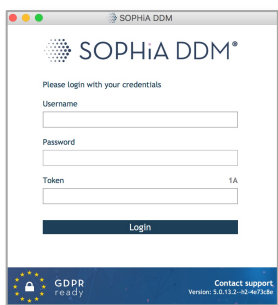 SOPHiA DDM
SOPHiA DDM®
Please login with your credentials
Username
Password
Token 1A
Login
GDPR
ready
Contact support
Version: 5.0.13.2--h2-4e73c8e